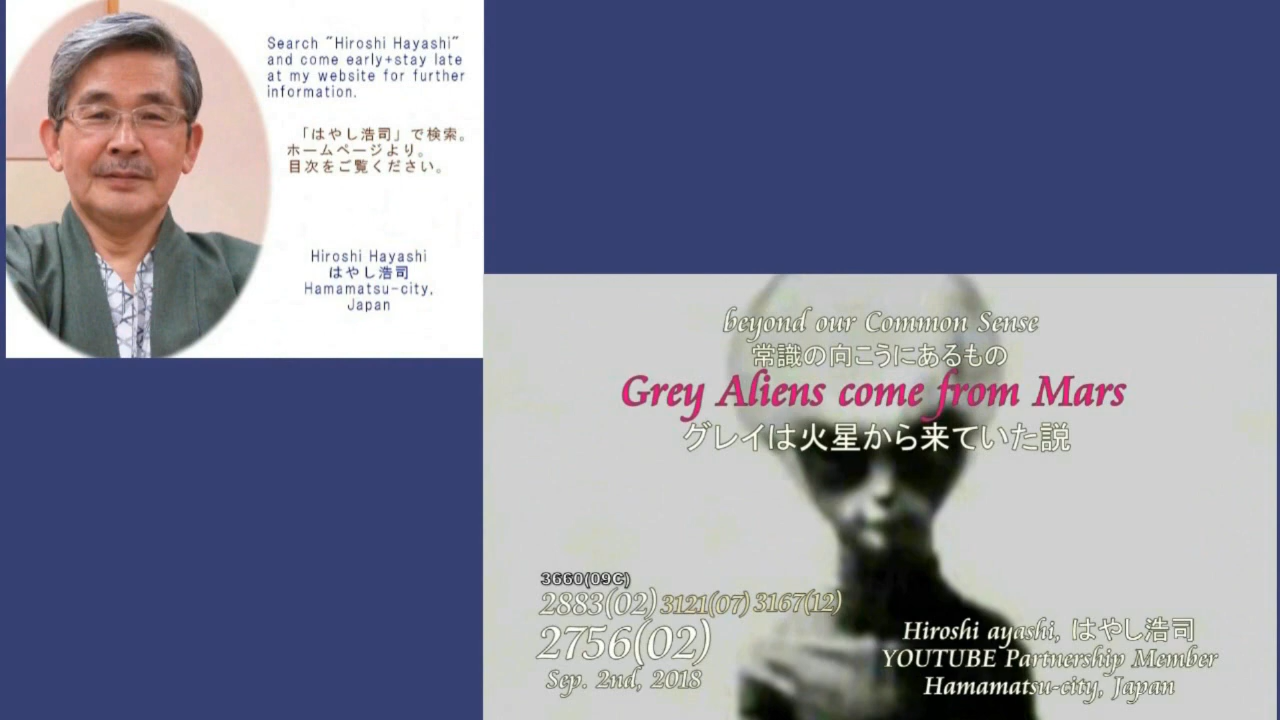 Search "Hiroshi Hayashi"
and come early+stay late
at my website for further
information.
「はやし浩司」で検索。
ホームページより。
目次をご覧ください。
Hiroshi Hayashi
はやし浩司
Hamamatsu-city,
Japan
beyond our Common Sense
常識の向こうにあるもの
Grey Aliens come from Mars
グレイは火星から来ていた説
3660(09C)
2883(02) 3121(07) 3167(12)
2756(02)
Sep. 2nd, 2018
Hiroshi ayashi, はやし浩司
YOUTUBE Partnership Member
Hamamatsu-city, Japan